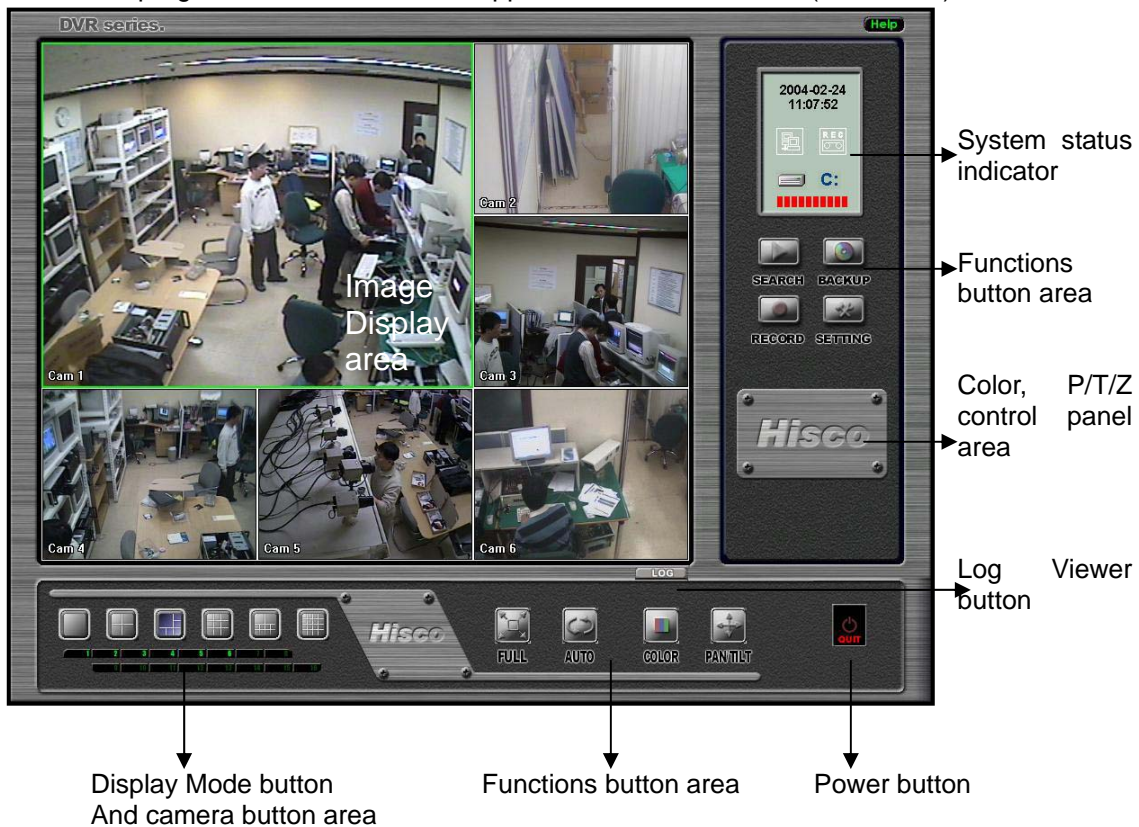 DVR series.
Help
2004-02-24
11:07:52
REC
C:
Cam 1
Image
Display
area
Cam 2
Cam 3
Cam 4
Cam 5
Cam 6
SEARCH BACKUP
RECORD SETTING
Hisco
System status
indicator
Functions
button area
Color, P/T/Z
control panel
area
Log Viewer
button
LOG
1 2 3 4 5 6 7 8
9 10 11 12 13 14 15 16
Hisco
FULL AUTO COLOR PAN/TILT
QUIT
Display Mode button
And camera button area
Functions button area
Power button